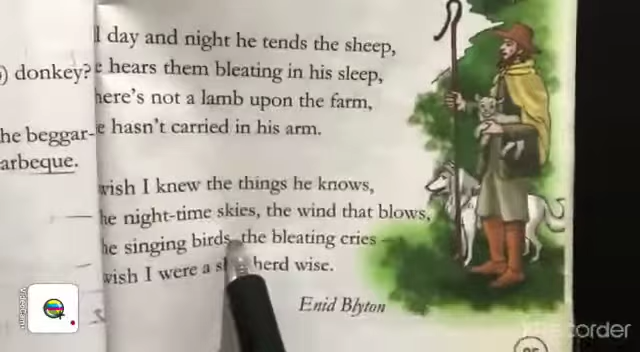 l day and night he tends the sheep,
) donkey? e hears them bleating in his sleep,
here's not a lamb upon the farm,
he beggar- e hasn't carried in his arm.
arbeque.
wish I knew the things he knows,
he night-time skies, the wind that blows,
he singing birds, the bleating cries
wish I were a herd wise.
Enid Blyton